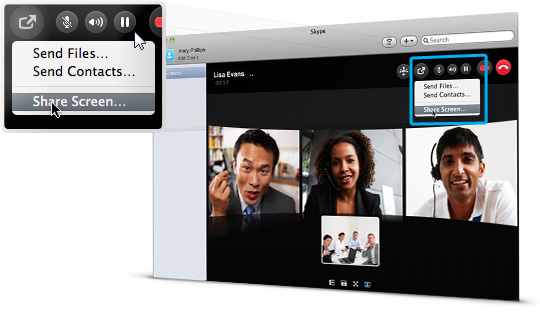 Send Files...
Send Contacts...
Share Screen...
Skype
Andy Phillips
Add Credit
Search
Lisa Evans ..
00:57
Send Files...
Send Contacts...
Share Screen...